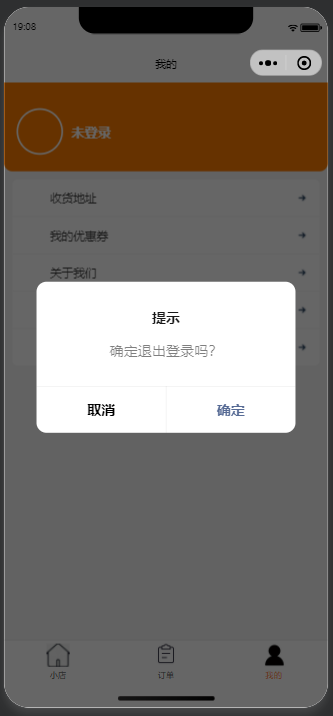 19:08
我的
未登录
收货地址
我的优惠券
关于我们
提示
确定退出登录吗?
取消
确定
小店
订单
我的